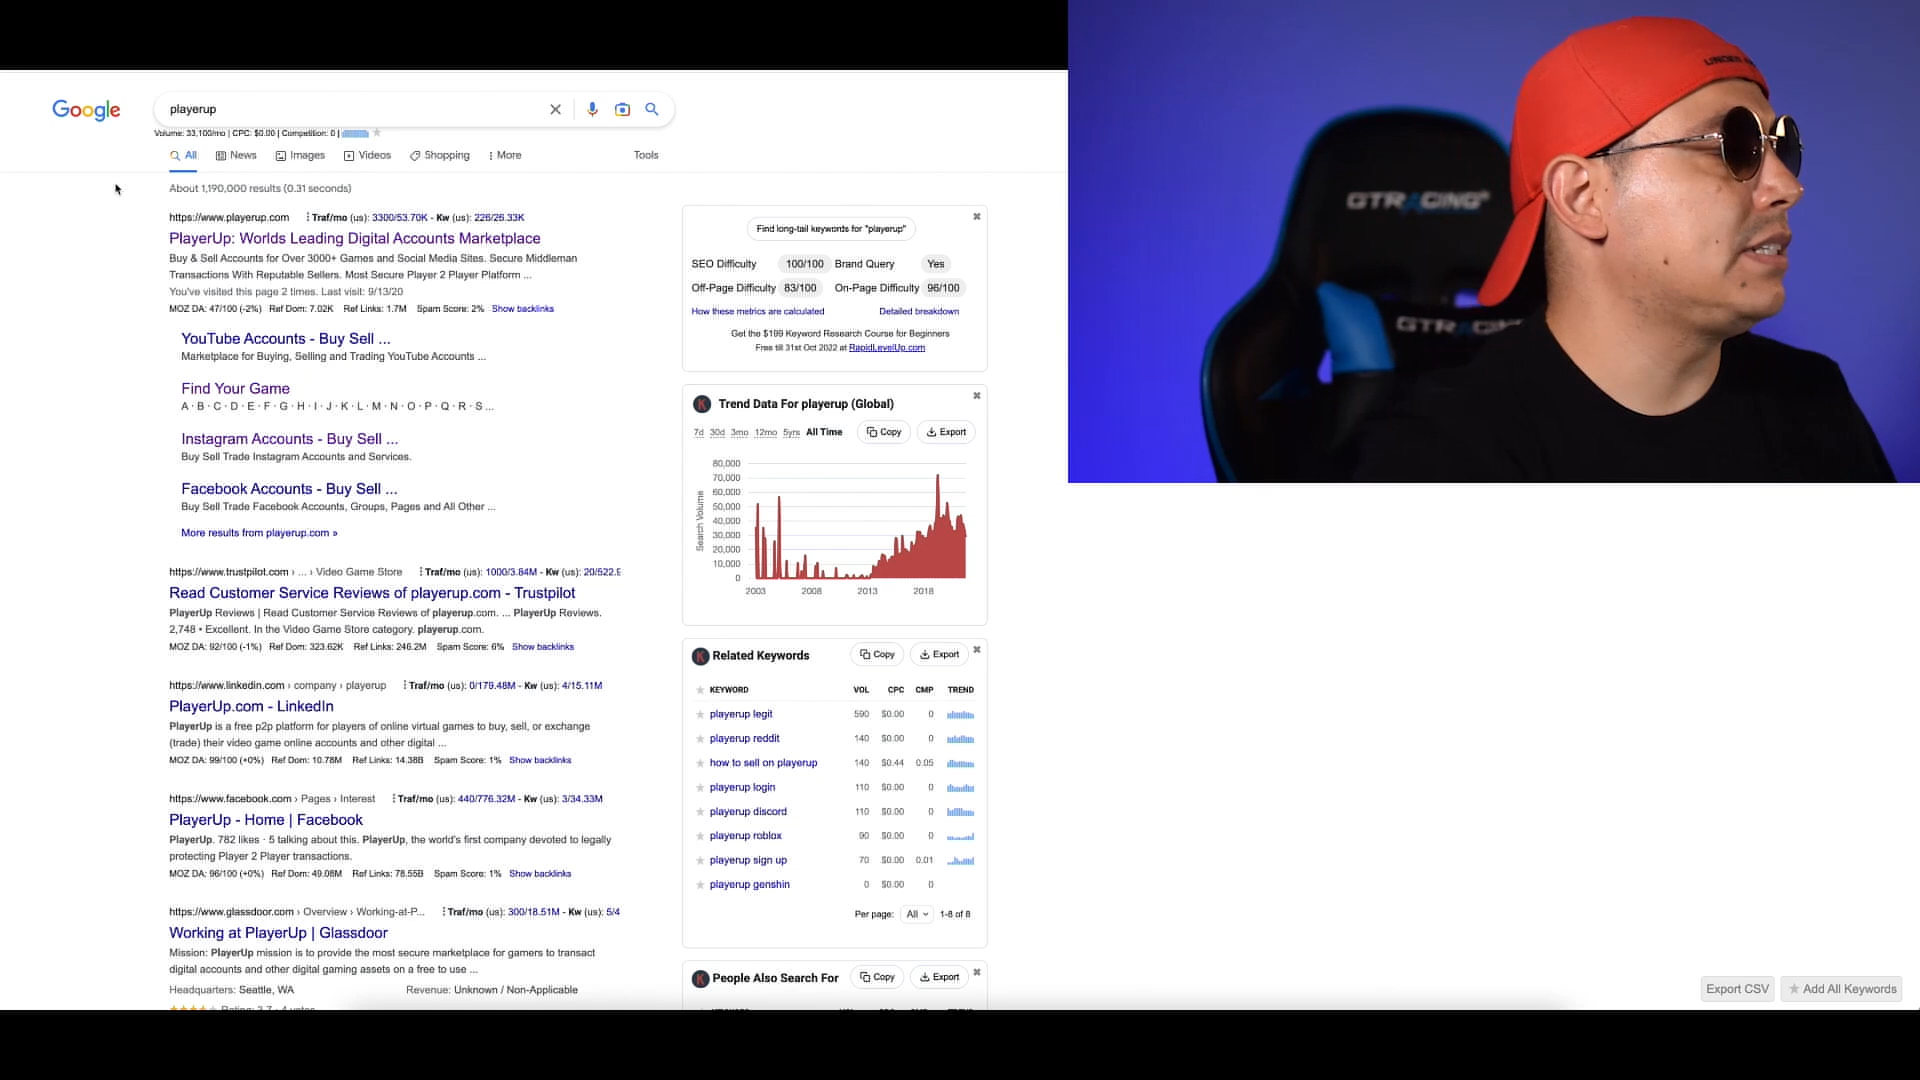 Google
playerup
Volume: 33,100/mo | CPC: $0.00 | Competition: 0 |
All News Images Videos Shopping More Tools
About 1,190,000 results (0.31 seconds)
https://www.playerup.com Traf/mo (us): 3300/53.70K - Kw (us): 226/26.33K
PlayerUp: Worlds Leading Digital Accounts Marketplace
Buy & Sell Accounts for Over 3000+ Games and Social Media Sites. Secure Middleman
Transactions With Reputable Sellers. Most Secure Player 2 Player Platform ...
You've visited this page 2 times. Last visit: 9/13/20
MOZ DA: 47/100 (-2%) Ref Dom: 7.02K Ref Links: 1.7M Spam Score: 2% Show backlinks
YouTube Accounts - Buy Sell ...
Marketplace for Buying, Selling and Trading YouTube Accounts ...
Find Your Game
A · B · C · D · E · F · G · H · I · J · K · L · M · N · O · P · Q · R · S ...
Instagram Accounts - Buy Sell ...
Buy Sell Trade Instagram Accounts and Services.
Facebook Accounts - Buy Sell ...
Buy Sell Trade Facebook Accounts, Groups, Pages and All Other ...
More results from playerup.com »
https://www.trustpilot.com › ... › Video Game Store Traf/mo (us): 1000/3.84M - Kw (us): 20/522.9
Read Customer Service Reviews of playerup.com - Trustpilot
PlayerUp Reviews | Read Customer Service Reviews of playerup.com. ... PlayerUp Reviews.
2,748 • Excellent. In the Video Game Store category. playerup.com.
MOZ DA: 92/100 (-1%) Ref Dom: 323.62K Ref Links: 246.2M Spam Score: 6% Show backlinks
https://www.linkedin.com › company › playerup Traf/mo (us): 0/179.48M - Kw (us): 4/15.11M
PlayerUp.com - LinkedIn
PlayerUp is a free p2p platform for players of online virtual games to buy, sell, or exchange
(trade) their video game online accounts and other digital ...
MOZ DA: 99/100 (+0%) Ref Dom: 10.78M Ref Links: 14.38B Spam Score: 1% Show backlinks
https://www.facebook.com › Pages › Interest Traf/mo (us): 440/776.32M - Kw (us): 3/34.33M
PlayerUp - Home | Facebook
PlayerUp. 782 likes · 5 talking about this. PlayerUp, the world's first company devoted to legally
protecting Player 2 Player transactions.
MOZ DA: 96/100 (+0%) Ref Dom: 49.08M Ref Links: 78.55B Spam Score: 1% Show backlinks
https://www.glassdoor.com › Overview › Working-at-P... Traf/mo (us): 300/18.51M - Kw (us): 5/4
Working at PlayerUp | Glassdoor
Mission: PlayerUp mission is to provide the most secure marketplace for gamers to transact
digital accounts and other digital gaming assets on a free to use ...
Headquarters: Seattle, WA Revenue: Unknown / Non-Applicable
Find long-tail keywords for "playerup"
SEO Difficulty 100/100 Brand Query Yes
Off-Page Difficulty 83/100 On-Page Difficulty 96/100
How these metrics are calculated Detailed breakdown
Get the $199 Keyword Research Course for Beginners
Free till 31st Oct 2022 at RapidLevelUp.com
K Trend Data For playerup (Global)
7d 30d 3mo 12mo 5yrs All Time Copy Export
Search Volume
80,000
70,000
60,000
50,000
40,000
30,000
20,000
10,000
0
2003 2008 2013 2018
K Related Keywords Copy Export
KEYWORD VOL CPC CMP TREND
playerup legit 590 $0.00 0
playerup reddit 140 $0.00 0
how to sell on playerup 140 $0.44 0.05
playerup login 110 $0.00 0
playerup discord 110 $0.00 0
playerup roblox 90 $0.00 0
playerup sign up 70 $0.00 0.01
playerup genshin 0 $0.00 0
Per page: All 1-8 of 8
K People Also Search For Copy Export
GTRACING
Export CSV
Add All Keywords